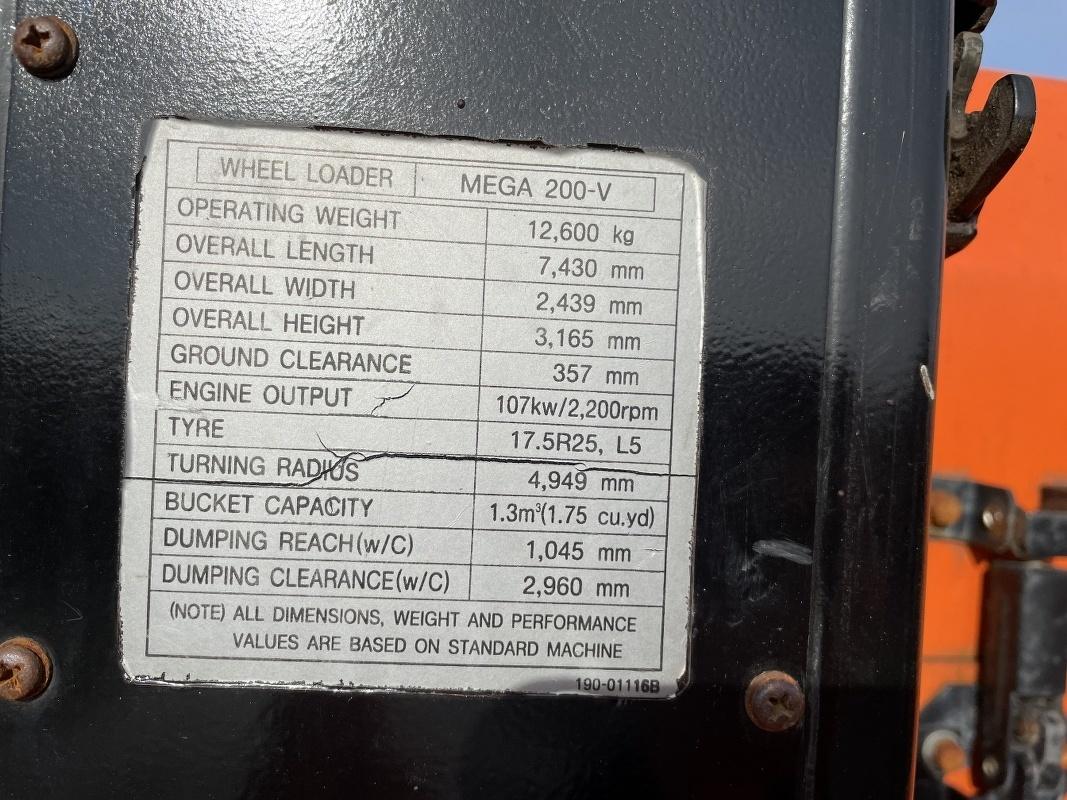 WHEEL LOADER MEGA 200-V
OPERATING WEIGHT 12,600 kg
OVERALL LENGTH 7,430 mm
OVERALL WIDTH 2,439 mm
OVERALL HEIGHT 3,165 mm
GROUND CLEARANCE 357 mm
ENGINE OUTPUT 107kw/2,200rpm
TYRE 17.5R25, L5
TURNING RADIUS 4,949 mm
BUCKET CAPACITY 1.3m³(1.75 cu.yd)
DUMPING REACH(w/C) 1,045 mm
DUMPING CLEARANCE(w/C) 2,960 mm
(NOTE) ALL DIMENSIONS, WEIGHT AND PERFORMANCE
VALUES ARE BASED ON STANDARD MACHINE
190-01116B